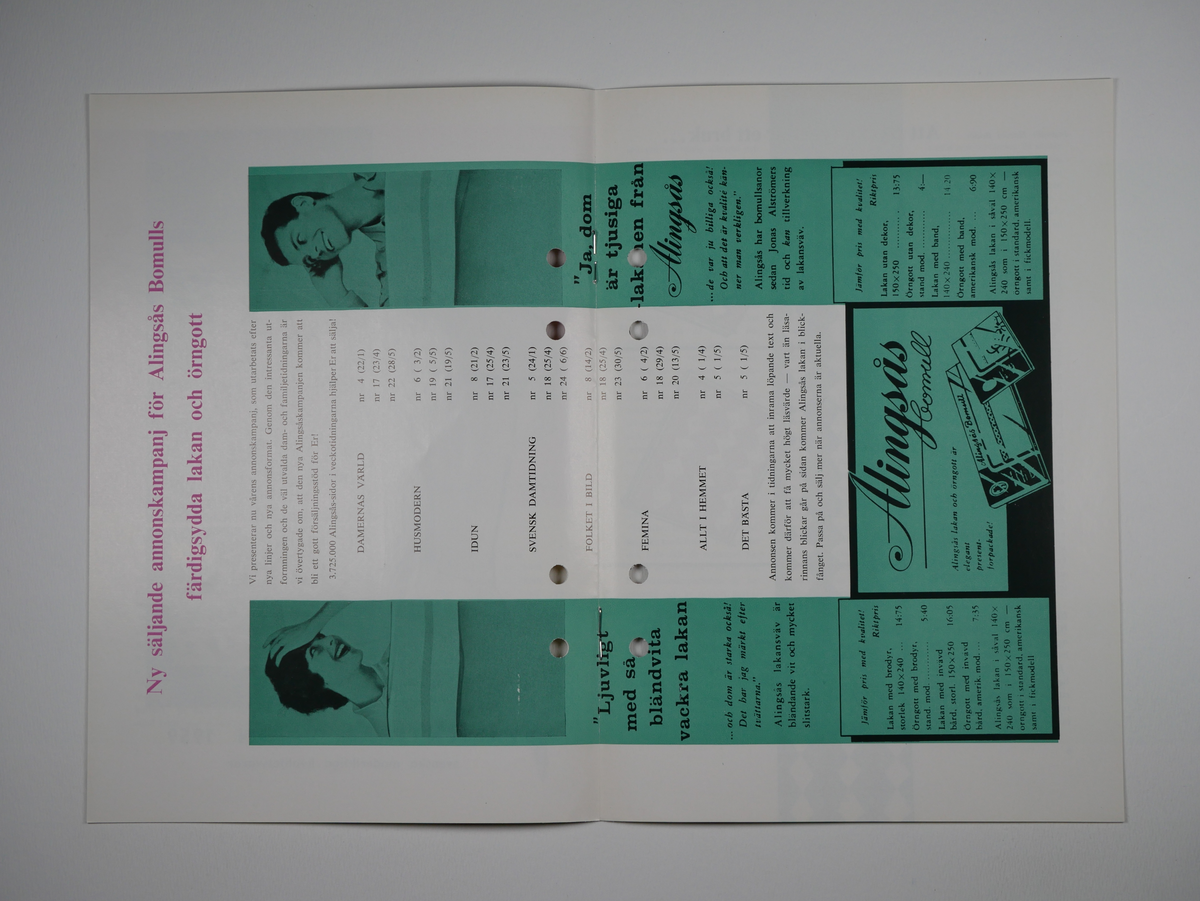 Ny säljande annonskampanj för Alingsås Bomulls
färdigsydda lakan och örngott
Vi presenterar nu vårens annonskampanj, som utarbetats efter
nya linjer och nya annonsformat. Genom den intressanta ut-
formningen och de väl utvalda dam- och familjetidningarna är
vi övertygade om, att den nya Alingsåskampanjen kommer att
bli ett gott försäljningsstöd för Er!
3.725.000 Alingsås-sidor i veckotidningarna hjälper Er att sälja!
DAMERNAS VÄRLD nr 4 (22/1)
nr 17 (23/4)
nr 22 (28/5)
HUSMODERN nr 6 ( 3/2)
nr 19 ( 5/5)
nr 21 (19/5)
IDUN nr 8 (21/2)
nr 17 (25/4)
nr 21 (23/5)
SVENSK DAMTIDNING nr 5 (24/1)
nr 18 (25/4)
nr 24 ( 6/6)
FOLKET I BILD nr 8 (14/2)
nr 18 (25/4)
nr 23 (30/5)
FEMINA nr 6 ( 4/2)
nr 18 (29/4)
nr 20 (13/5)
ALLT I HEMMET nr 4 ( 1/4)
nr 5 ( 1/5)
DET BÄSTA nr 5 ( 1/5)
Annonsen kommer i tidningarna att inrama löpande text och
kommer därför att få mycket högt läsvärde — vart än läsa-
rinnans blickar går på sidan kommer Alingsås lakan i blick-
fånget. Passa på och sälj mer när annonserna är aktuella.
"Ljuvligt
med så
bländvita
vackra lakan
...och dom är starka också!
Det har jag märkt efter
tvättarna."
Alingsås lakansväv är
bländande vit och mycket
slitstark.
Jämför pris med kvalitet!
Riktpris
Lakan med brodyr,
storlek 140×240 ... 14:75
Örngott med brodyr,
stand. mod. .......... 5:40
Lakan med invävd
bård, storl. 150×250 16:05
Örngott med invävd
bård, amerik. mod. ... 7:35
Alingsås lakan i såväl 140×
240 som i 150×250 cm —
örngott i standard, amerikansk
samt i fickmodell
Alingsås
bomull
Alingsås lakan och örngott är
elegant
present-
förpackade!
Alingsås Bomull
"Ja, dom
är tjusiga
-lakanen från
Alingsås
...de var ju billiga också!
Och att det är kvalité kän-
ner man verkligen."
Alingsås har bomullsanor
sedan Jonas Alströmers
tid och kan tillverkning
av lakansväv.
Jämför pris med kvalitet!
Riktpris
Lakan utan dekor,
150×250 .......... 13:75
Örngott utan dekor,
stand mod. .......... 4:—
Lakan med band,
140×240 .......... 14:20
Örngott med band,
amerikansk mod. ... 6:90
Alingsås lakan i såväl 140×
240 som i 150×250 cm —
örngott i standard, amerikansk
samt i fickmodell.